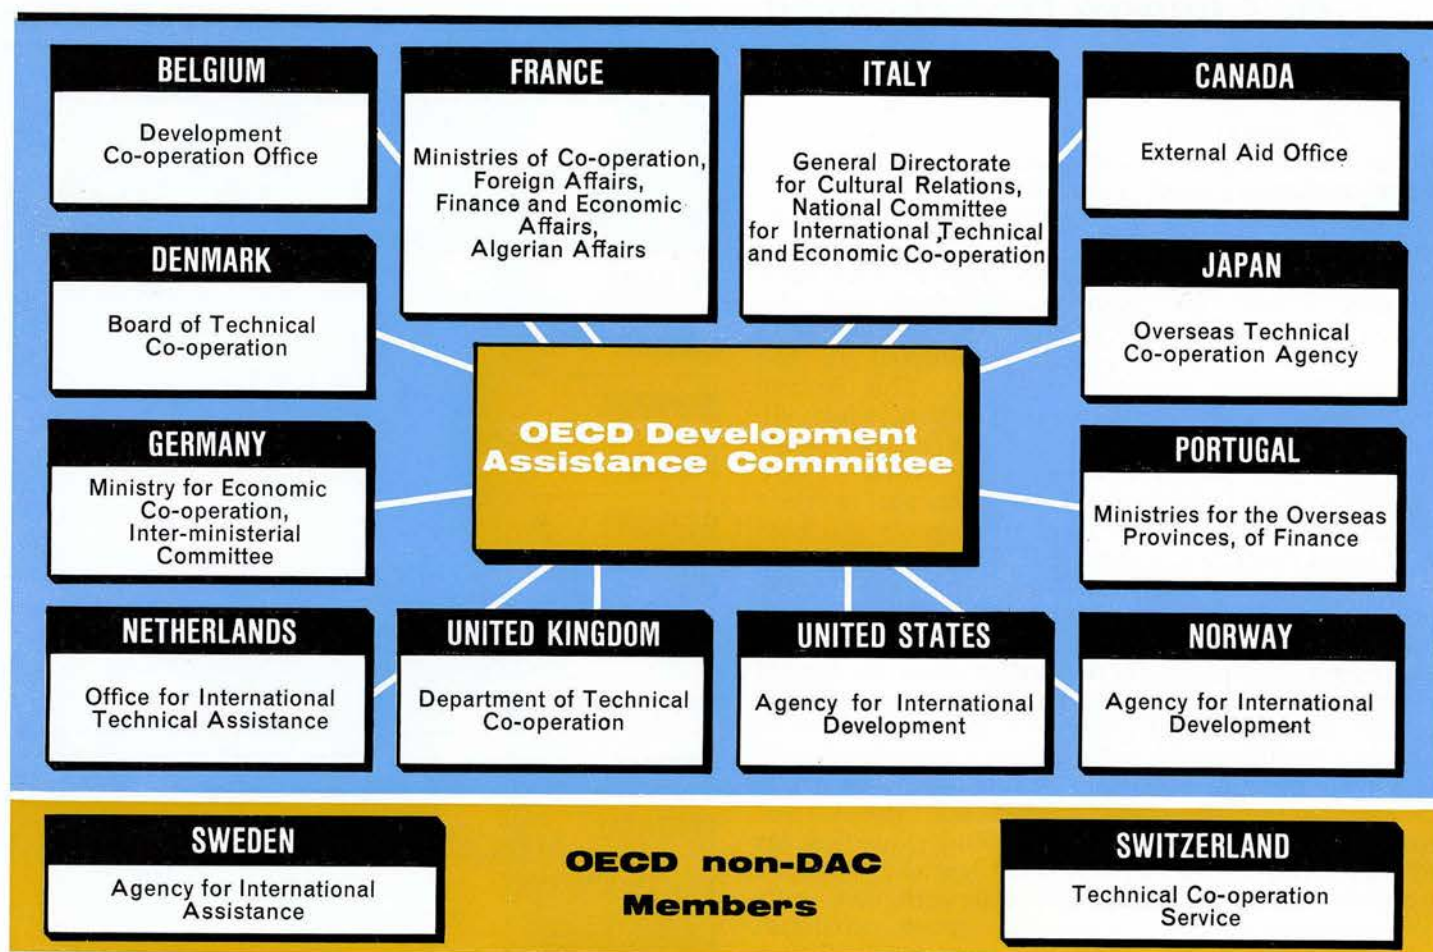 BELGIUM
Development
Co-operation Office
FRANCE
Ministries of Co-operation,
Foreign Affairs,
Finance and Economic
Affairs,
Algerian Affairs
ITALY
General Directorate
for Cultural Relations,
National Committee
for International Technical
and Economic Co-operation
CANADA
External Aid Office
DENMARK
Board of Technical
Co-operation
JAPAN
Overseas Technical
Co-operation Agency
OECD Development
Assistance Committee
GERMANY
Ministry for Economic
Co-operation,
Inter-ministerial
Committee
PORTUGAL
Ministries for the Overseas
Provinces, of Finance
NETHERLANDS
Office for International
Technical Assistance
UNITED KINGDOM
Department of Technical
Co-operation
UNITED STATES
Agency for International
Development
NORWAY
Agency for International
Development
SWEDEN
Agency for International
Assistance
OECD non-DAC
Members
SWITZERLAND
Technical Co-operation
Service